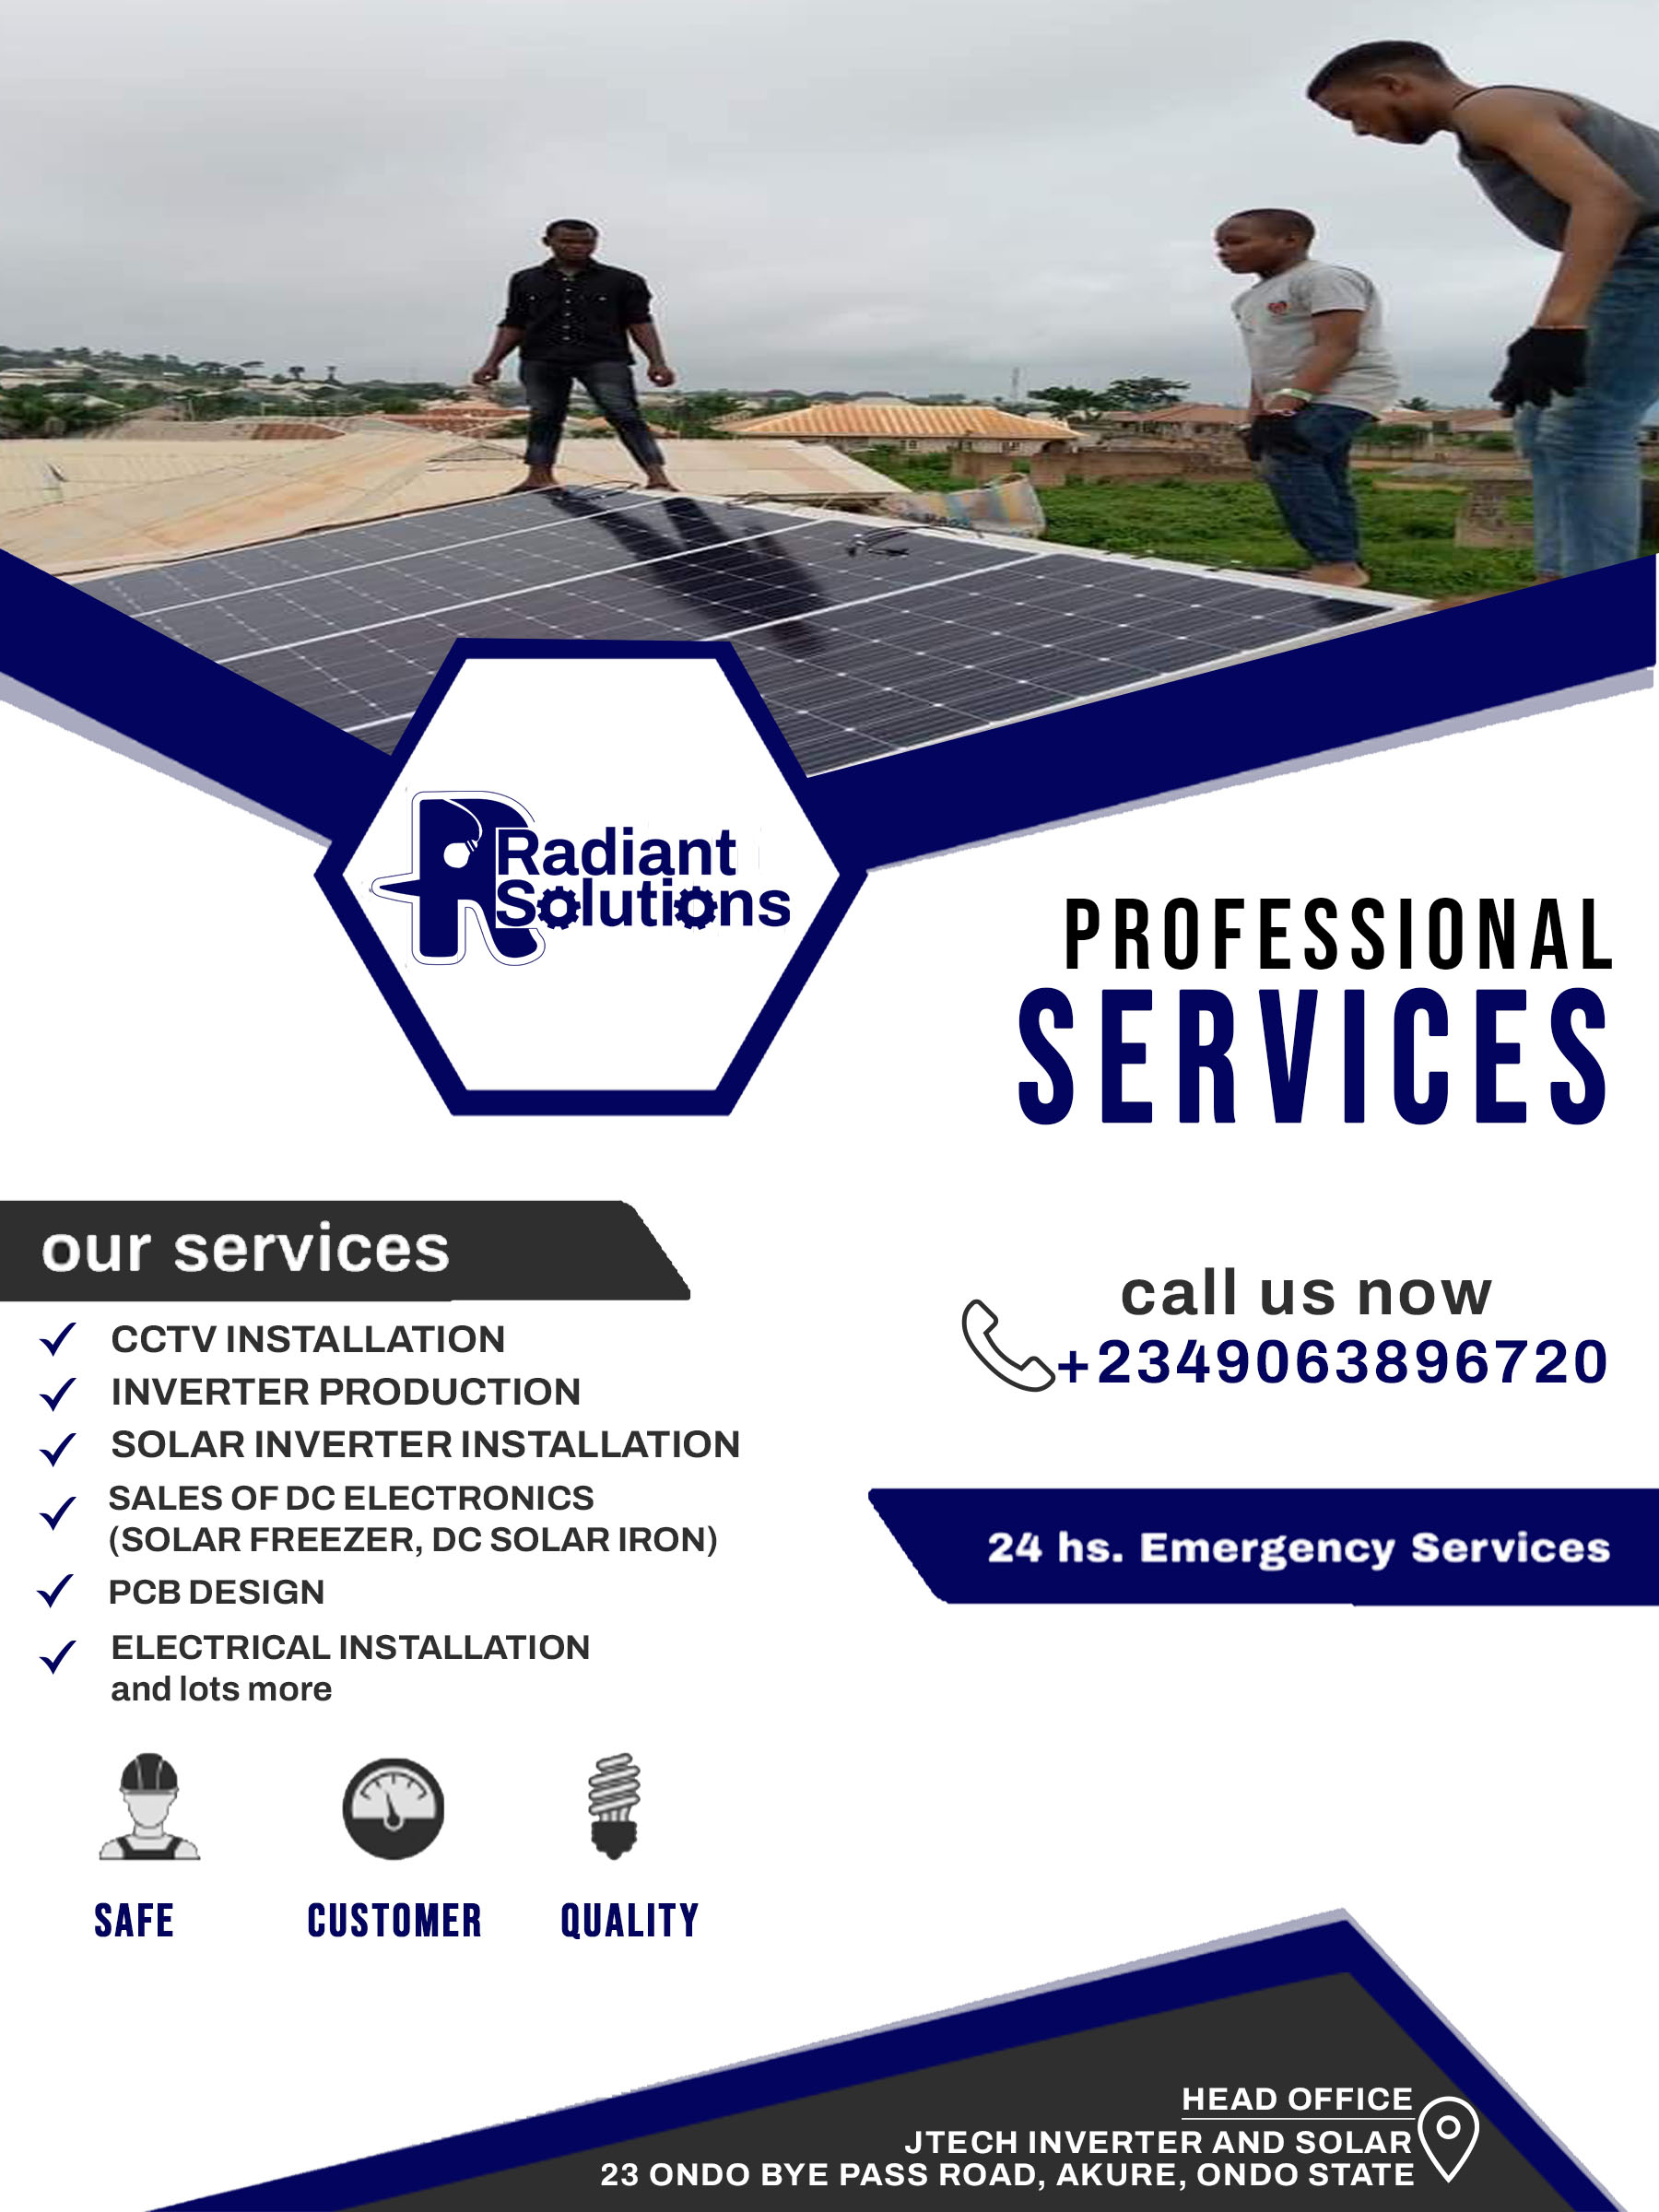 Radiant
Solutions
PROFESSIONAL
SERVICES
our services
CCTV INSTALLATION
INVERTER PRODUCTION
SOLAR INVERTER INSTALLATION
SALES OF DC ELECTRONICS
(SOLAR FREEZER, DC SOLAR IRON)
PCB DESIGN
ELECTRICAL INSTALLATION
and lots more
call us now
+2349063896720
24 hs. Emergency Services
SAFE
CUSTOMER
QUALITY
HEAD OFFICE
JTECH INVERTER AND SOLAR
23 ONDO BYE PASS ROAD, AKURE, ONDO STATE